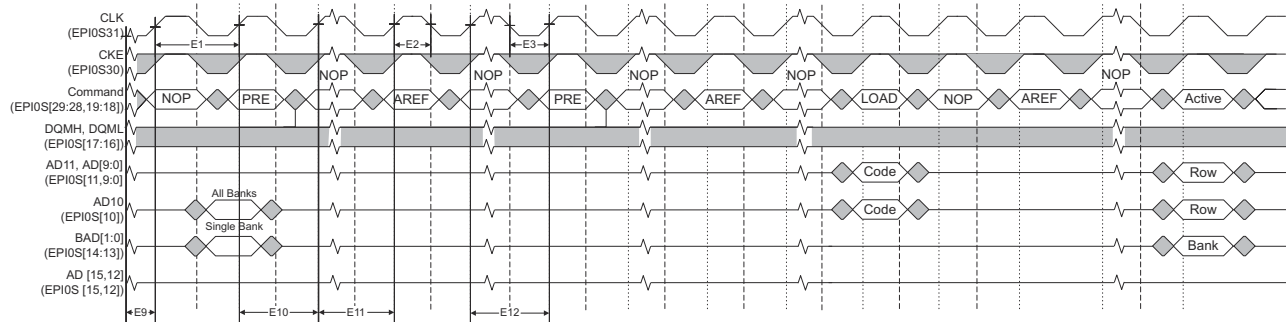 CLK
(EPI0S31)
E1
E2
E3
CKE
(EPI0S30)
NOP
NOP
NOP
NOP
NOP
Command
(EPI0S[29:28,19:18])
NOP
PRE
AREF
PRE
AREF
LOAD
NOP
AREF
Active
DQMH, DQML
(EPI0S[17:16])
AD11, AD[9:0]
(EPI0S[11,9:0])
Code
Row
All Banks
AD10
(EPI0S[10])
Code
Row
Single Bank
BAD[1:0]
(EPI0S[14:13])
Bank
AD [15,12]
(EPI0S [15,12])
E9
E10
E11
E12